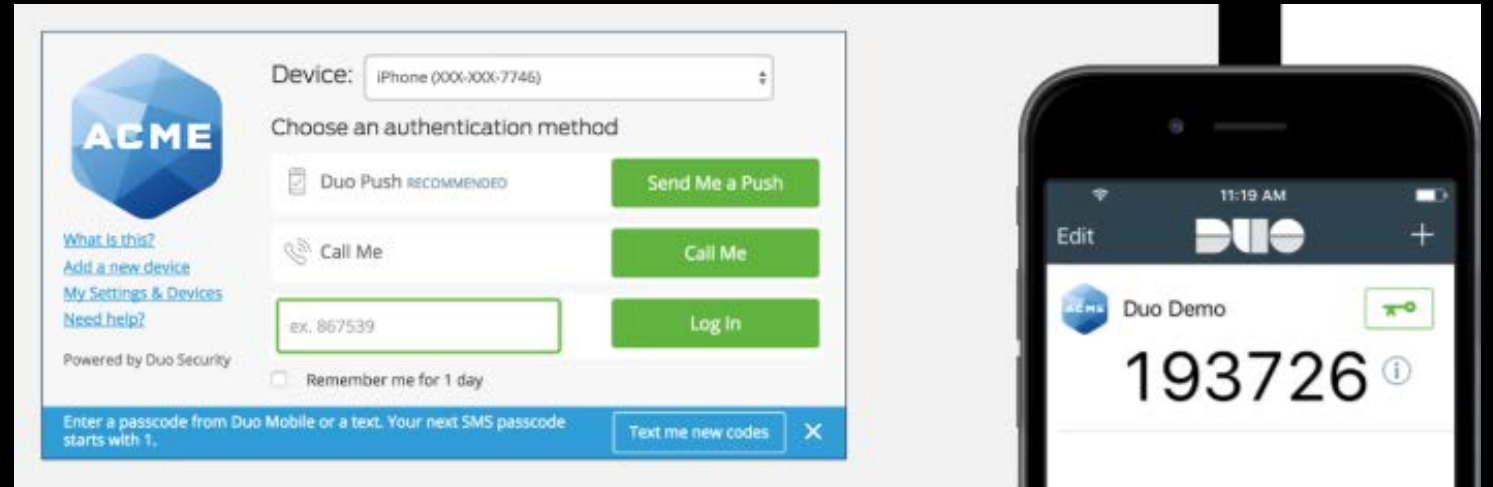 ACME
Device: iPhone (XXX-XXX-7746)
Choose an authentication method
Duo Push RECOMMENDED Send Me a Push
Call Me Call Me
ex. 867539 Log In
Remember me for 1 day
What is this?
Add a new device
My Settings & Devices
Need help?
Powered by Duo Security
Enter a passcode from Duo Mobile or a text. Your next SMS passcode
starts with 1.
Text me new codes
11:19 AM
Edit DUO +
ACME Duo Demo
193726